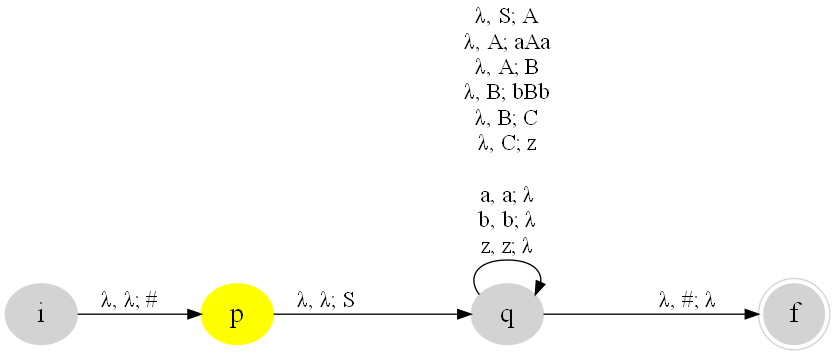 λ, S; A
λ, A; aAa
λ, A; B
λ, B; bBb
λ, B; C
λ, C; z
a, a; λ
b, b; λ
z, z; λ
i
λ, λ; #
p
λ, λ; S
q
λ, #; λ
f